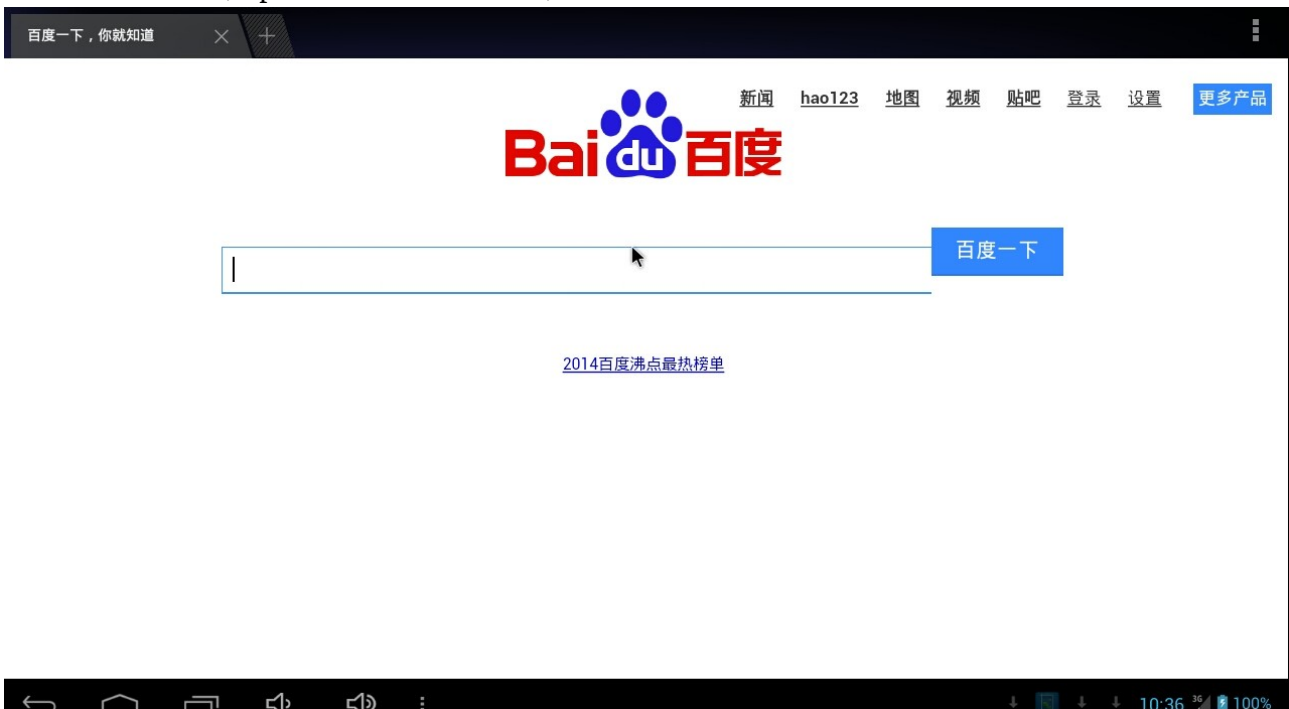 百度一下，你就知道
新闻 hao123 地图 视频 贴吧 登录 设置 更多产品
Bai du 百度
百度一下
2014百度沸点最热榜单
10:36 3G 100%